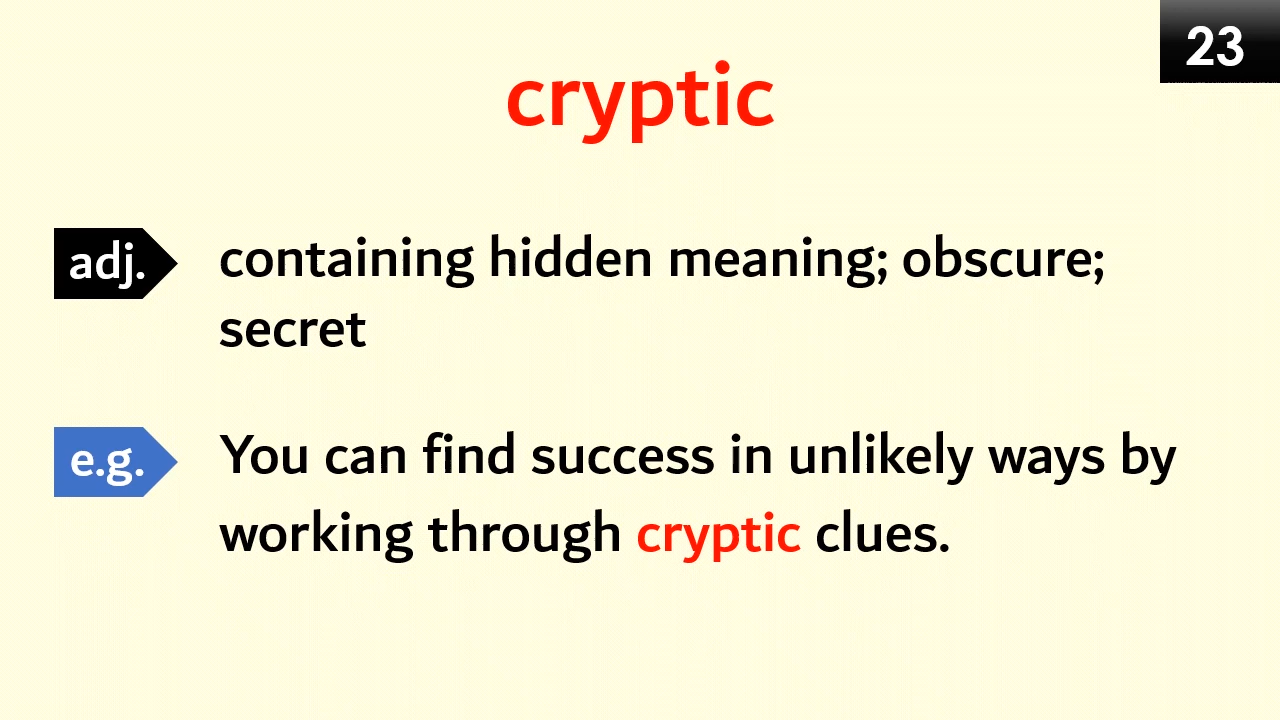 23
cryptic
adj. containing hidden meaning; obscure;
secret
e.g. You can find success in unlikely ways by
working through cryptic clues.